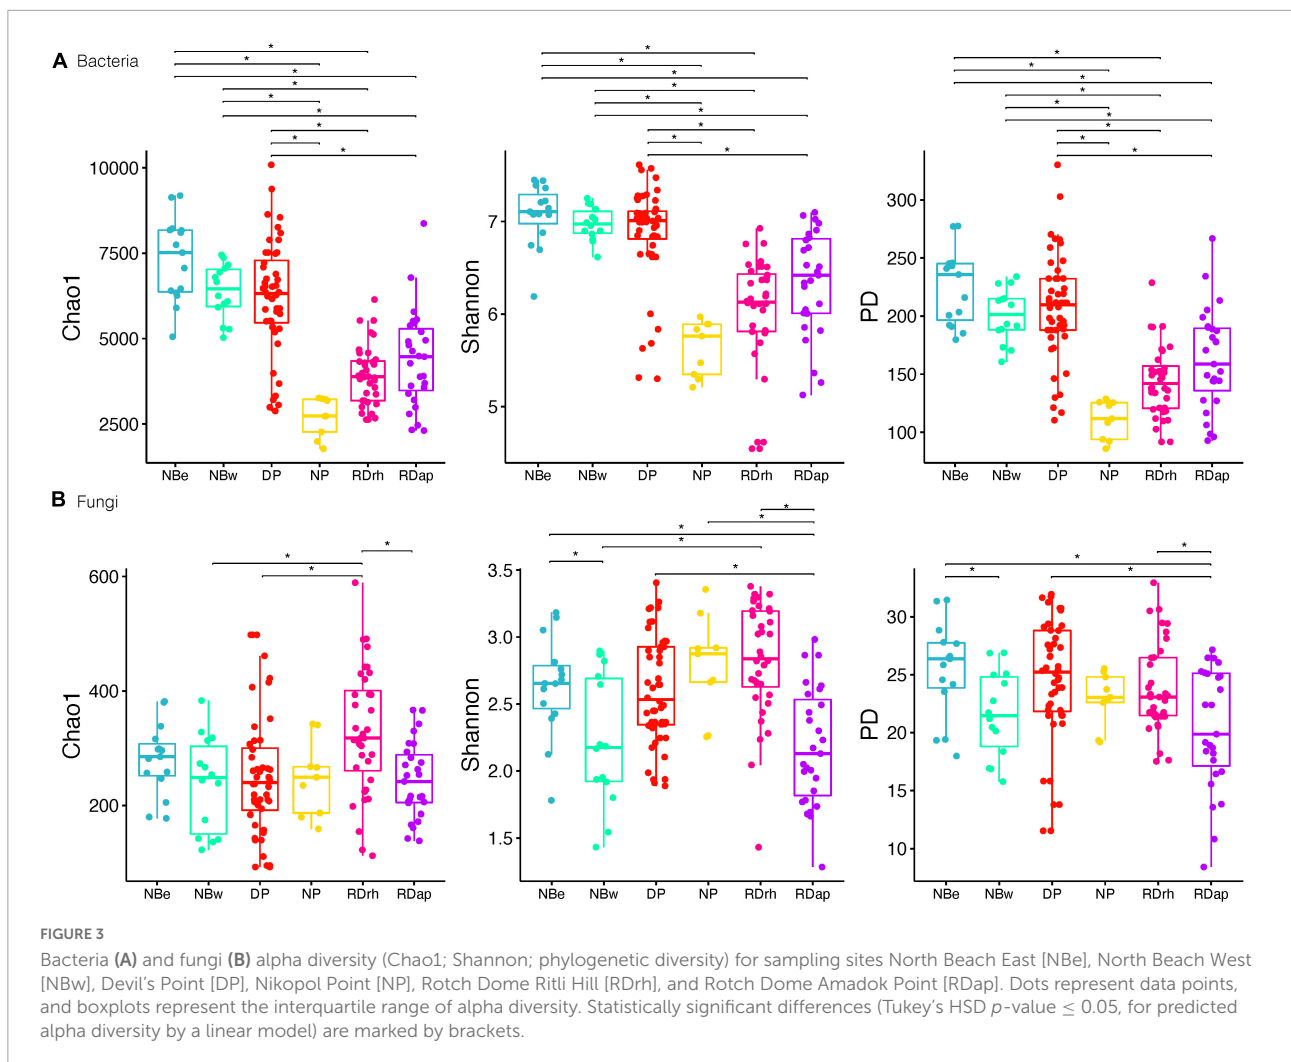 A Bacteria
* * * * * * * * *
* * * * * * * * *
* * * * * * * * *
Chao1
10000
7500
5000
2500
NBe NBw DP NP RDrh RDap
Shannon
7
6
5
NBe NBw DP NP RDrh RDap
PD
300
250
200
150
100
NBe NBw DP NP RDrh RDap
B Fungi
* * *
* * * * * *
* * * *
Chao1
600
400
200
NBe NBw DP NP RDrh RDap
Shannon
3.5
3.0
2.5
2.0
1.5
NBe NBw DP NP RDrh RDap
PD
30
25
20
15
10
NBe NBw DP NP RDrh RDap
FIGURE 3
Bacteria (A) and fungi (B) alpha diversity (Chao1; Shannon; phylogenetic diversity) for sampling sites North Beach East [NBe], North Beach West
[NBw], Devil's Point [DP], Nikopol Point [NP], Rotch Dome Ritli Hill [RDrh], and Rotch Dome Amadok Point [RDap]. Dots represent data points,
and boxplots represent the interquartile range of alpha diversity. Statistically significant differences (Tukey's HSD p-value ≤ 0.05, for predicted
alpha diversity by a linear model) are marked by brackets.